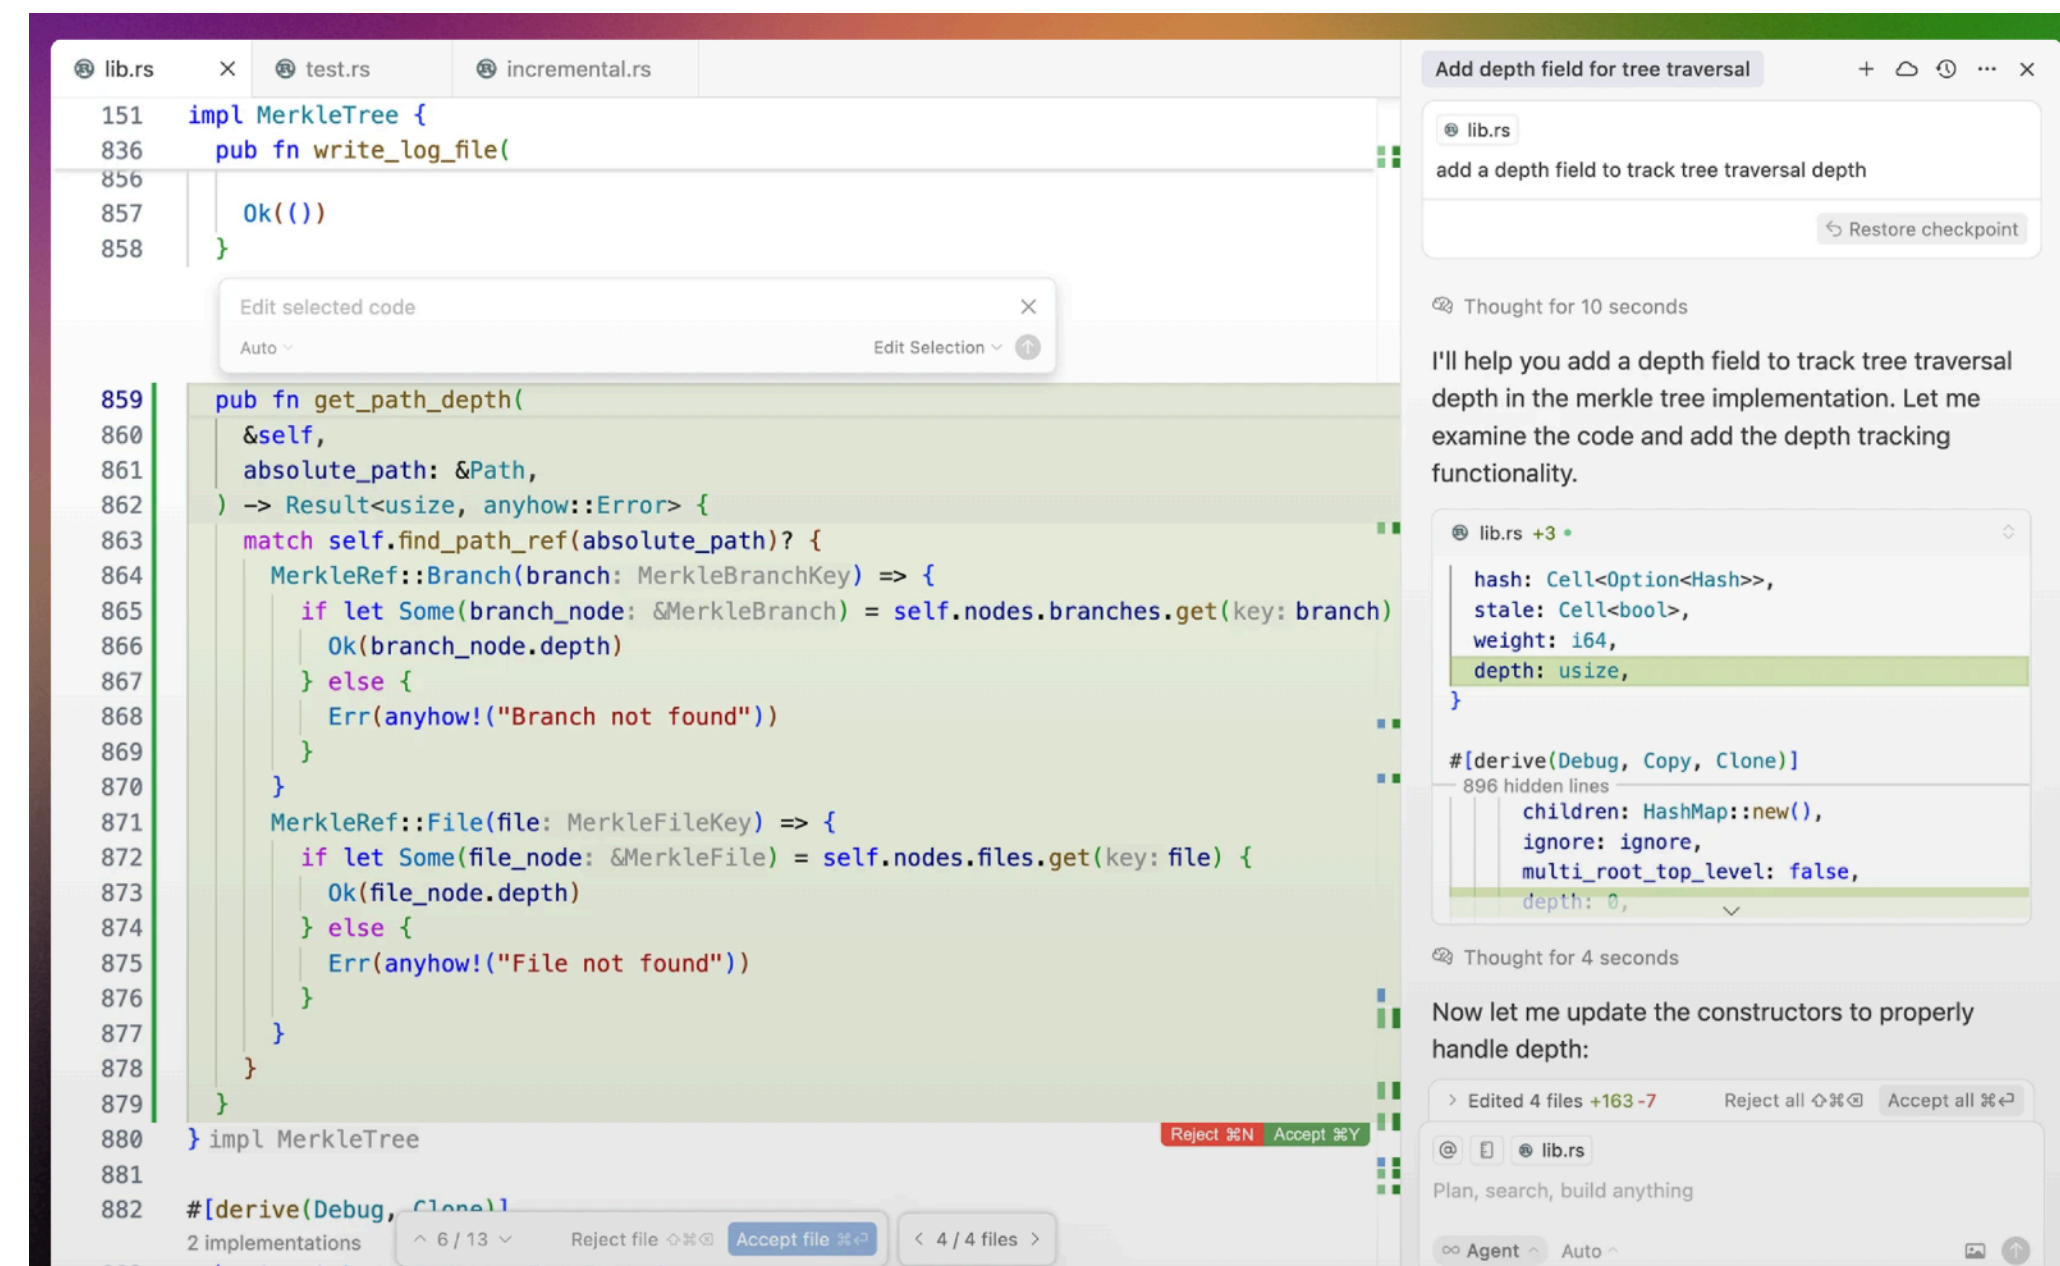 lib.rs
test.rs
incremental.rs
151 impl MerkleTree {
836 pub fn write_log_file(
856
857 Ok(())
858 }
Edit selected code
Auto
Edit Selection
859 pub fn get_path_depth(
860 &self,
861 absolute_path: &Path,
862 ) -> Result<usize, anyhow::Error> {
863 match self.find_path_ref(absolute_path)? {
864 MerkleRef::Branch(branch: MerkleBranchKey) => {
865 if let Some(branch_node: &MerkleBranch) = self.nodes.branches.get(key: branch)
866 Ok(branch_node.depth)
867 } else {
868 Err(anyhow!("Branch not found"))
869 }
870 }
871 MerkleRef::File(file: MerkleFileKey) => {
872 if let Some(file_node: &MerkleFile) = self.nodes.files.get(key: file) {
873 Ok(file_node.depth)
874 } else {
875 Err(anyhow!("File not found"))
876 }
877 }
878 }
879 }
880 } impl MerkleTree
Reject ⌘N Accept ⌘Y
881
882 #[derive(Debug, Clone)]
2 implementations
6 / 13
Reject file ⇧⌘⌫
Accept file ⌘⏎
4 / 4 files
Add depth field for tree traversal
lib.rs
add a depth field to track tree traversal depth
Restore checkpoint
Thought for 10 seconds
I'll help you add a depth field to track tree traversal
depth in the merkle tree implementation. Let me
examine the code and add the depth tracking
functionality.
lib.rs +3
hash: Cell<Option<Hash>>,
stale: Cell<bool>,
weight: i64,
depth: usize,
}
#[derive(Debug, Copy, Clone)]
896 hidden lines
children: HashMap::new(),
ignore: ignore,
multi_root_top_level: false,
depth: 0,
Thought for 4 seconds
Now let me update the constructors to properly
handle depth:
Edited 4 files +163 -7
Reject all ⇧⌘⌫
Accept all ⌘⏎
@ lib.rs
Plan, search, build anything
∞ Agent
Auto